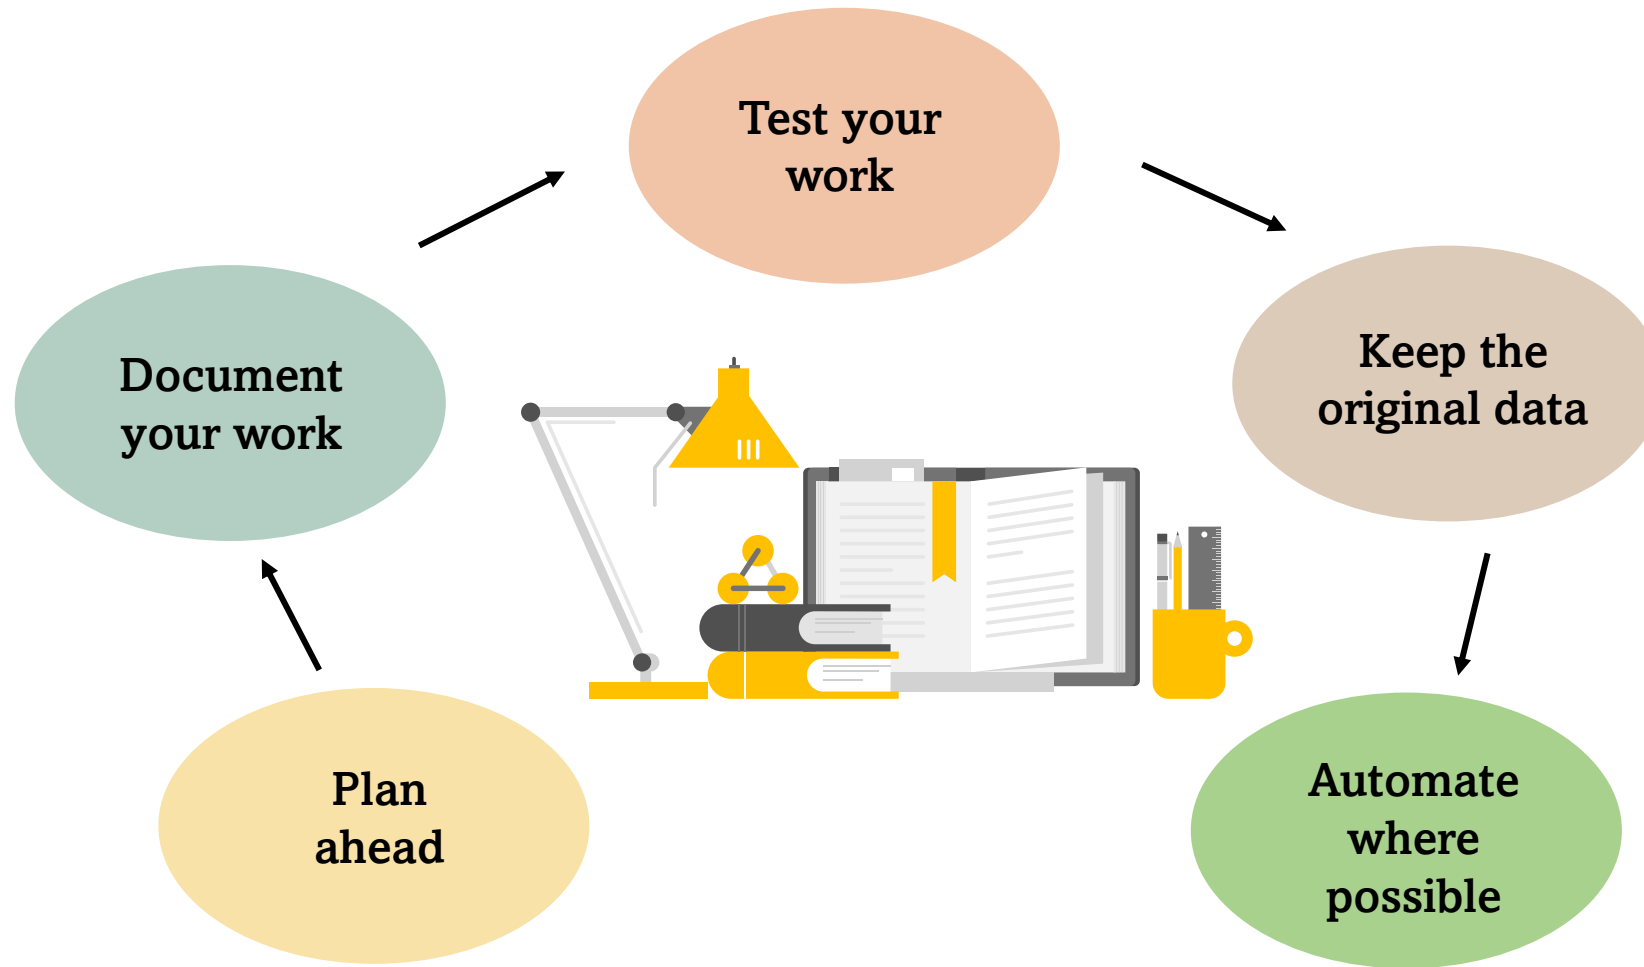 Test your
work
Document
your work
Keep the
original data
Plan
ahead
Automate
where
possible